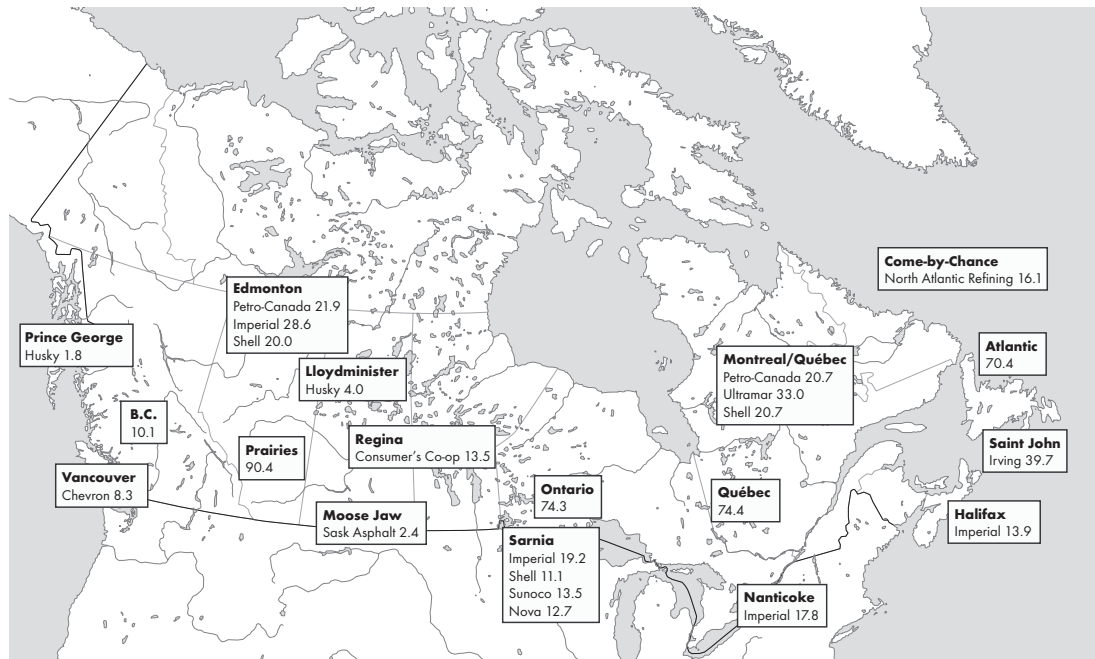 Come-by-Chance
North Atlantic Refining 16.1
Edmonton
Petro-Canada 21.9
Imperial 28.6
Shell 20.0
Prince George
Husky 1.8
Atlantic
70.4
Montreal/Québec
Petro-Canada 20.7
Ultramar 33.0
Shell 20.7
Lloydminister
Husky 4.0
B.C.
10.1
Regina
Consumer's Co-op 13.5
Saint John
Irving 39.7
Prairies
90.4
Vancouver
Chevron 8.3
Ontario
74.3
Québec
74.4
Moose Jaw
Sask Asphalt 2.4
Halifax
Imperial 13.9
Sarnia
Imperial 19.2
Shell 11.1
Sunoco 13.5
Nova 12.7
Nanticoke
Imperial 17.8